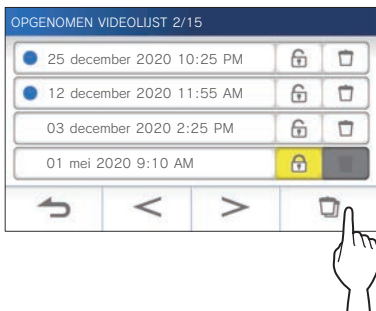 OPGENOMEN VIDEOLIJST 2/15
25 december 2020 10:25 PM
12 december 2020 11:55 AM
03 december 2020 2:25 PM
01 mei 2020 9:10 AM